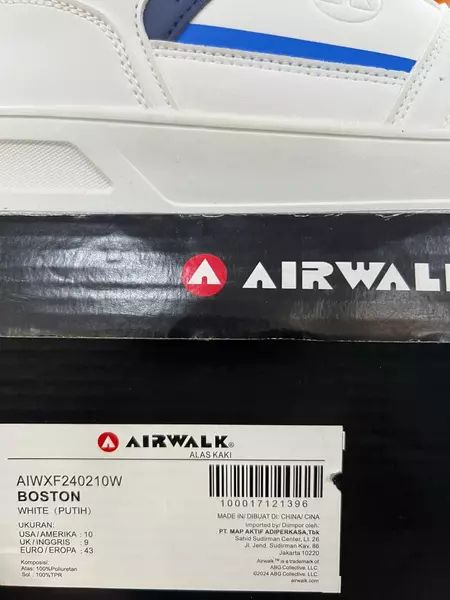 AIRWALK
AIRWALK®
ALAS KAKI
AIWXF240210W
BOSTON
WHITE (PUTIH)
UKURAN:
USA/AMERIKA : 10
UK/INGGRIS : 9
EURO/EROPA : 43
Komposisi:
Alas: 100%Poliuretan
Sol : 100%TPR
100017121396
MADE IN/ DIBUAT DI: CHINA/ CINA
Imported by/ Diimpor oleh:
PT. MAP AKTIF ADIPERKASA,Tbk
Sahid Sudirman Center, Lt. 26
Jl. Jend. Sudirman Kav. 86
Jakarta 10220
Airwalk™ is a trademark of
ABG Collective, LLC.
©2024 ABG Collective, LLC.
airwalk.com